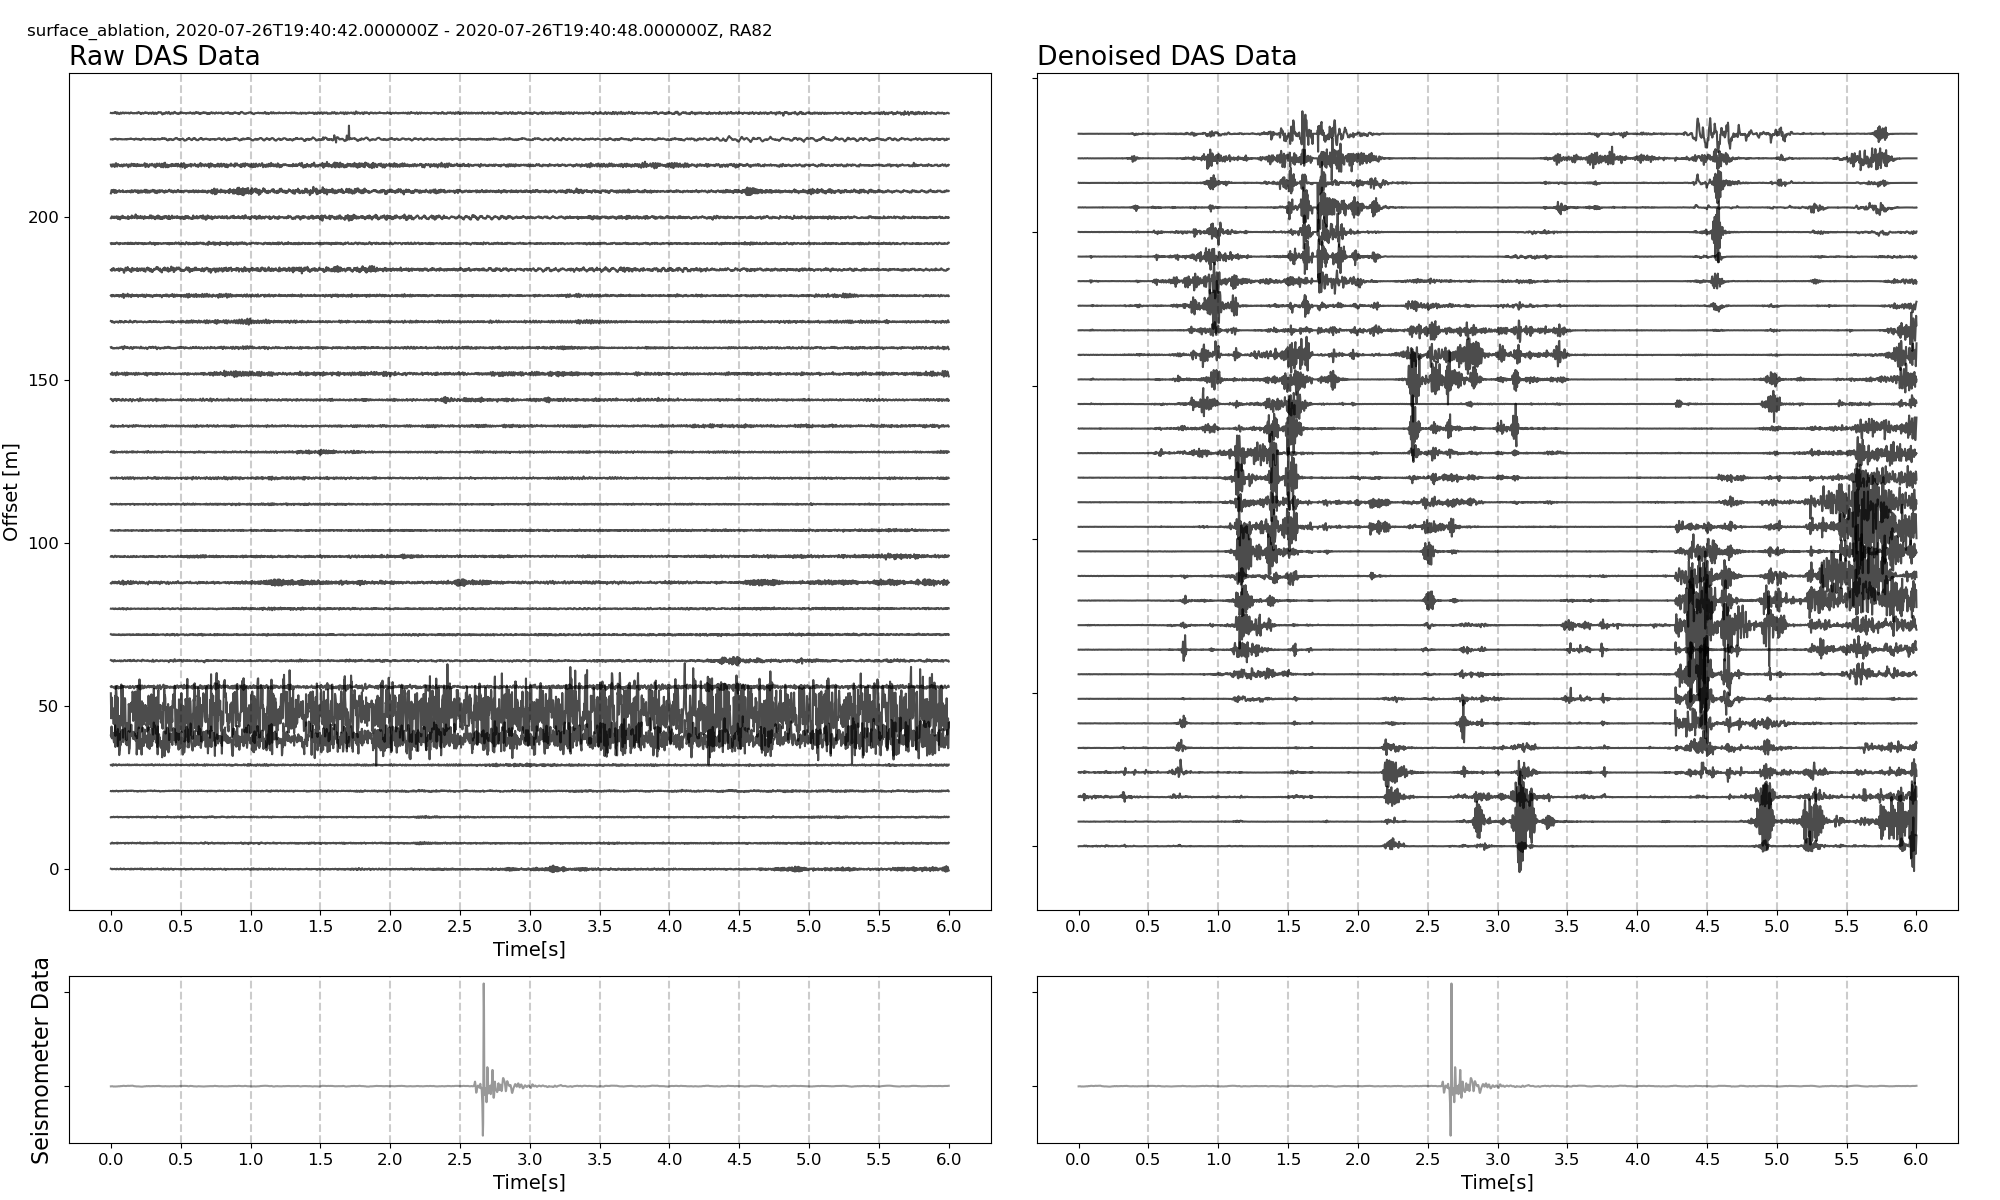 surface_ablation, 2020-07-26T19:40:42.000000Z - 2020-07-26T19:40:48.000000Z, RA82
Raw DAS Data
Denoised DAS Data
Offset [m]
200
150
100
50
0
0.0 0.5 1.0 1.5 2.0 2.5 3.0 3.5 4.0 4.5 5.0 5.5 6.0
Time[s]
0.0 0.5 1.0 1.5 2.0 2.5 3.0 3.5 4.0 4.5 5.0 5.5 6.0
Seismometer Data
0.0 0.5 1.0 1.5 2.0 2.5 3.0 3.5 4.0 4.5 5.0 5.5 6.0
Time[s]
0.0 0.5 1.0 1.5 2.0 2.5 3.0 3.5 4.0 4.5 5.0 5.5 6.0
Time[s]